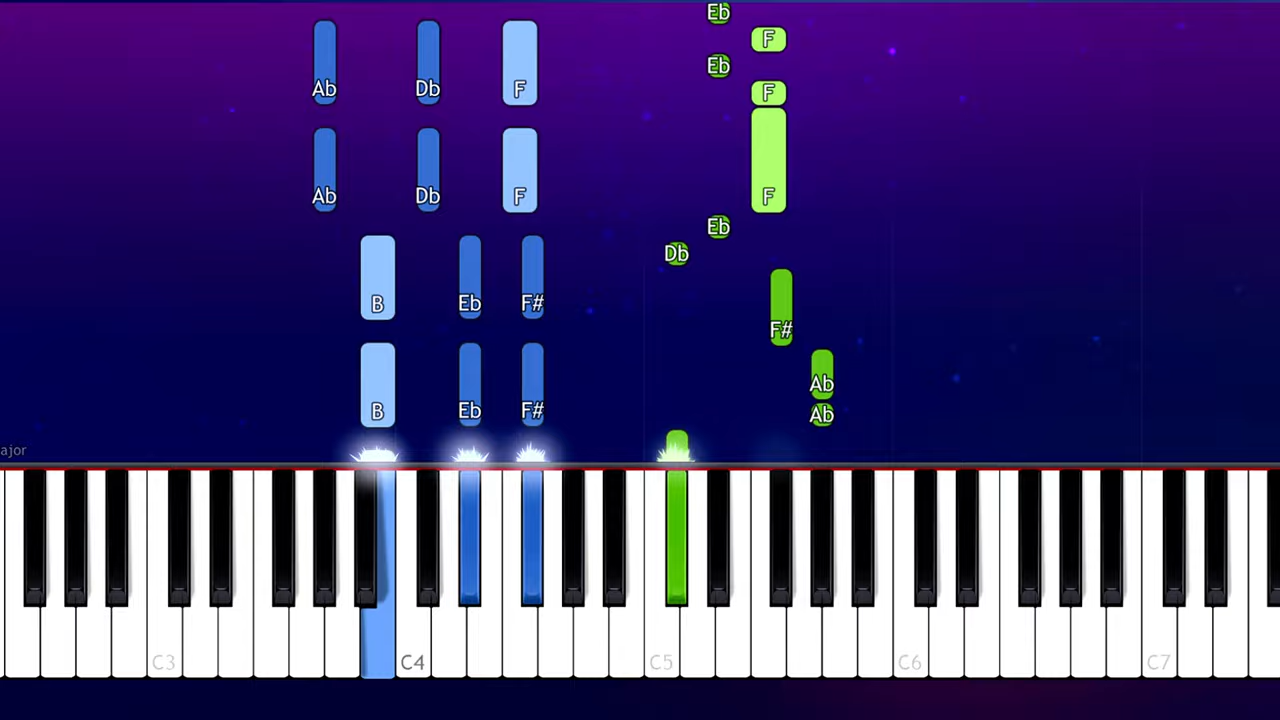 Eb
F
Eb
Ab Db F F
Ab Db F F
Eb
Db
B Eb F#
F#
Ab
B Eb F# Ab
ajor
C3 C4 C5 C6 C7